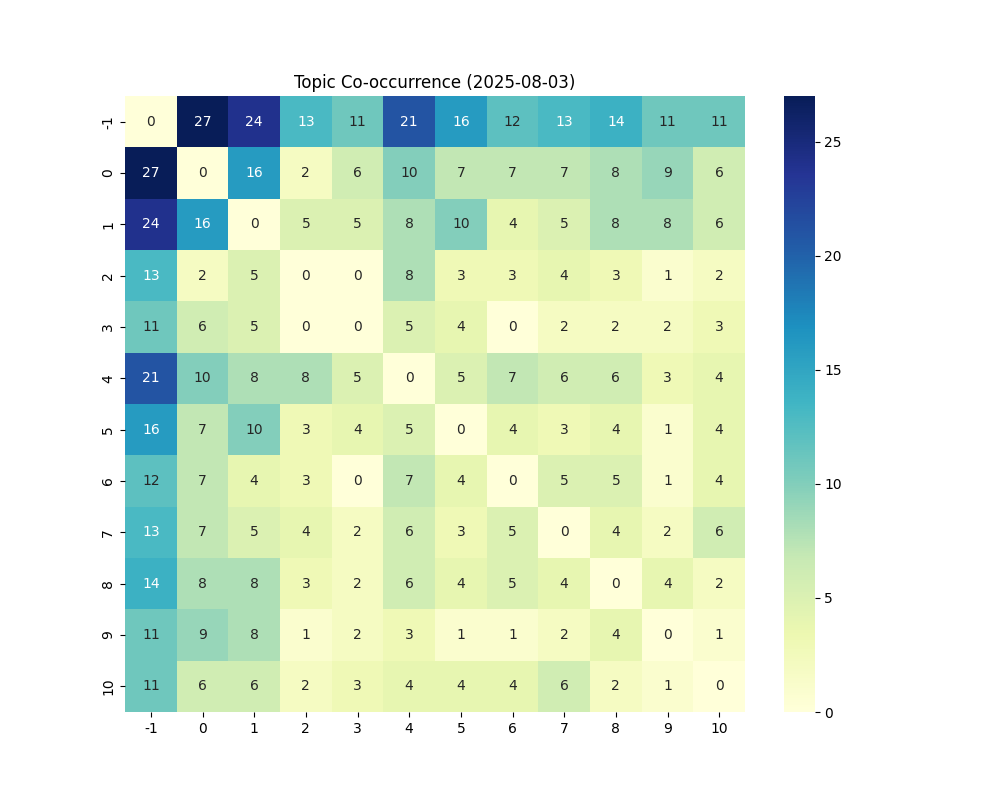 Topic Co-occurrence (2025-08-03)
-1 0 27 24 13 11 21 16 12 13 14 11 11
0 27 0 16 2 6 10 7 7 7 8 9 6
1 24 16 0 5 5 8 10 4 5 8 8 6
2 13 2 5 0 0 8 3 3 4 3 1 2
3 11 6 5 0 0 5 4 0 2 2 2 3
4 21 10 8 8 5 0 5 7 6 6 3 4
5 16 7 10 3 4 5 0 4 3 4 1 4
6 12 7 4 3 0 7 4 0 5 5 1 4
7 13 7 5 4 2 6 3 5 0 4 2 6
8 14 8 8 3 2 6 4 5 4 0 4 2
9 11 9 8 1 2 3 1 1 2 4 0 1
10 11 6 6 2 3 4 4 4 6 2 1 0
-1 0 1 2 3 4 5 6 7 8 9 10
25
20
15
10
5
0